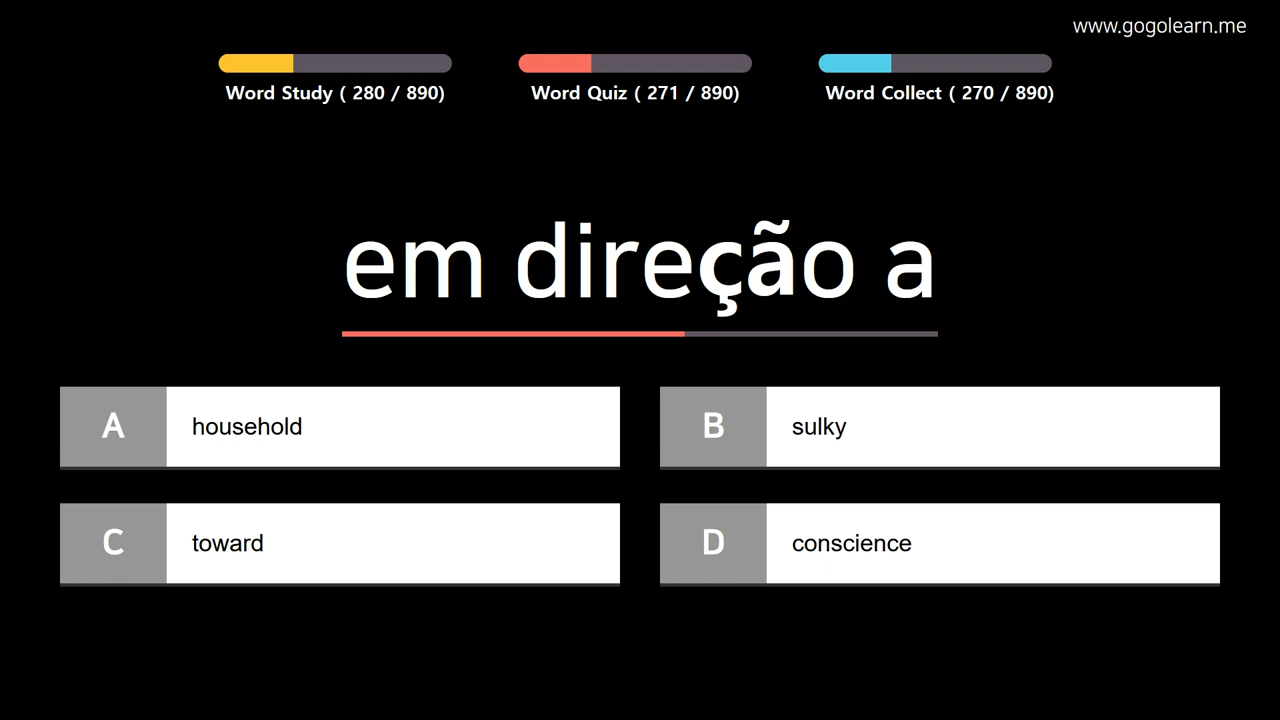 www.gogolearn.me
Word Study ( 280 / 890)
Word Quiz ( 271 / 890)
Word Collect ( 270 / 890)
em direção a
A household
B sulky
C toward
D conscience